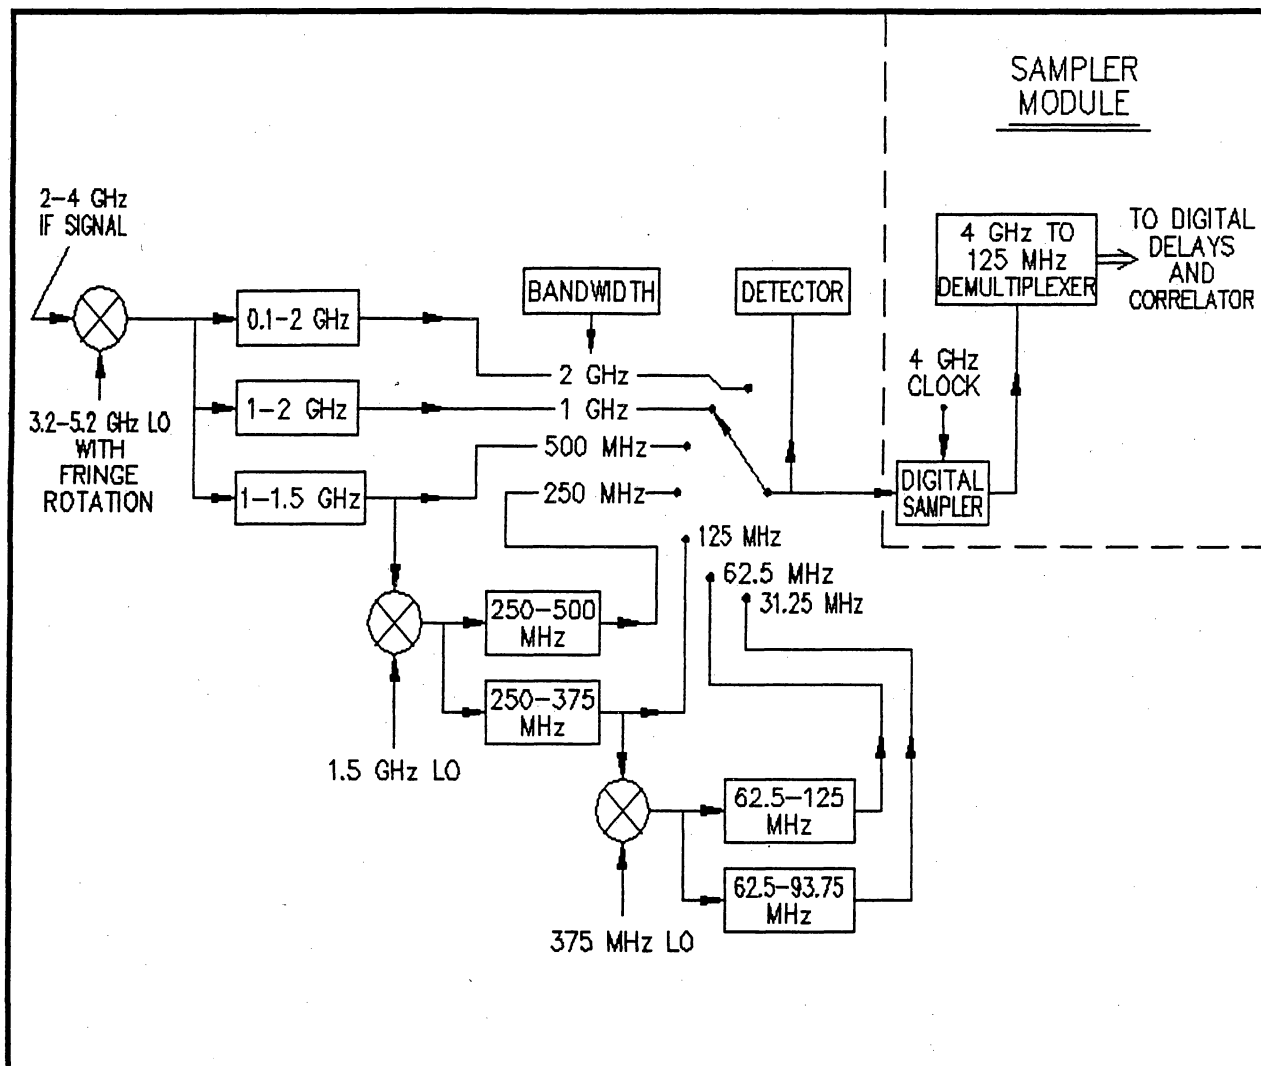 SAMPLER
MODULE
2-4 GHz
IF SIGNAL
3.2-5.2 GHz LO
WITH
FRINGE
ROTATION
0.1-2 GHz
1-2 GHz
1-1.5 GHz
BANDWIDTH
DETECTOR
2 GHz
1 GHz
500 MHz
250 MHz
125 MHz
62.5 MHz
31.25 MHz
4 GHz TO
125 MHz
DEMULTIPLEXER
TO DIGITAL
DELAYS
AND
CORRELATOR
4 GHz
CLOCK
DIGITAL
SAMPLER
250-500
MHz
250-375
MHz
1.5 GHz LO
62.5-125
MHz
62.5-93.75
MHz
375 MHz LO